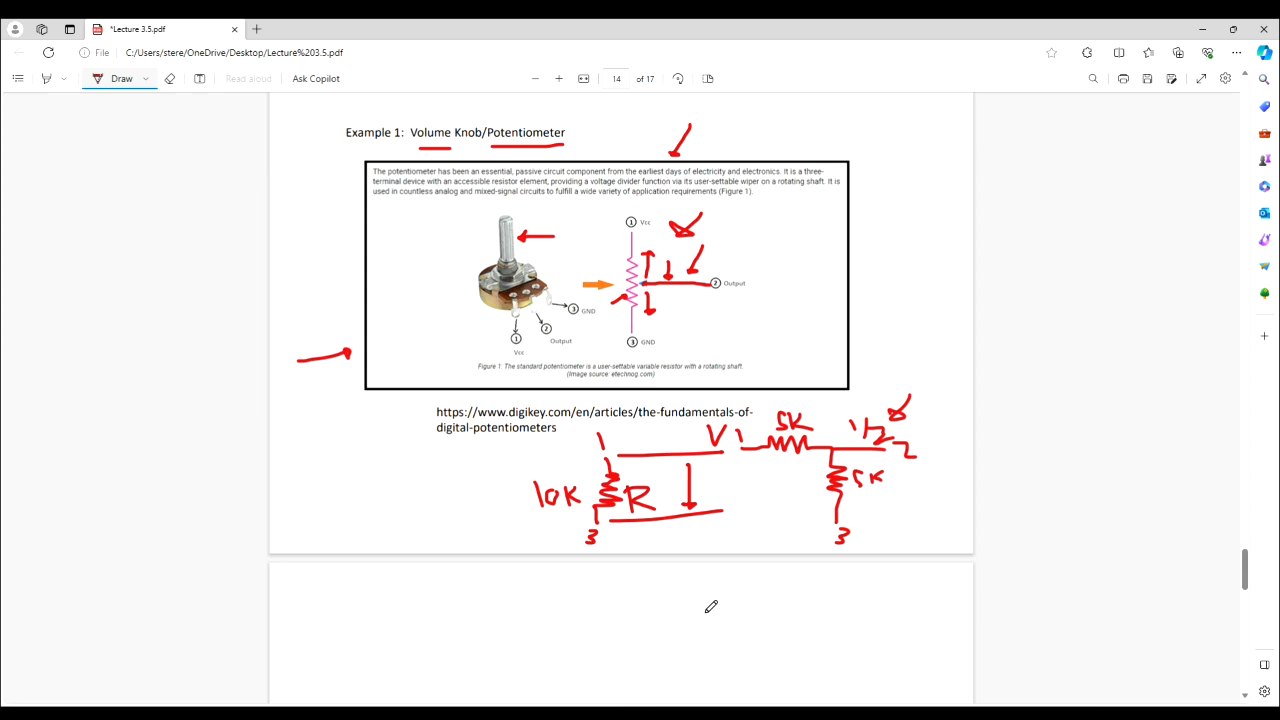 *Lecture 3.5.pdf
File
C:/Users/stere/OneDrive/Desktop/Lecture%203.5.pdf
Draw
Read aloud
Ask Copilot
14
of 17
Example 1: Volume Knob/Potentiometer
The potentiometer has been an essential, passive circuit component from the earliest days of electricity and electronics. It is a three-
terminal device with an accessible resistor element, providing a voltage divider function via its user-settable wiper on a rotating shaft. It is
used in countless analog and mixed-signal circuits to fulfill a wide variety of application requirements (Figure 1).
1 Vcc
2 Output
3 GND
3 GND
2
Output
1
Vcc
Figure 1: The standard potentiometer is a user-settable variable resistor with a rotating shaft.
(Image source: etechnog.com)
https://www.digikey.com/en/articles/the-fundamentals-of-
digital-potentiometers
1 V 1 5K 1/2 2
10K R 5K
3 3